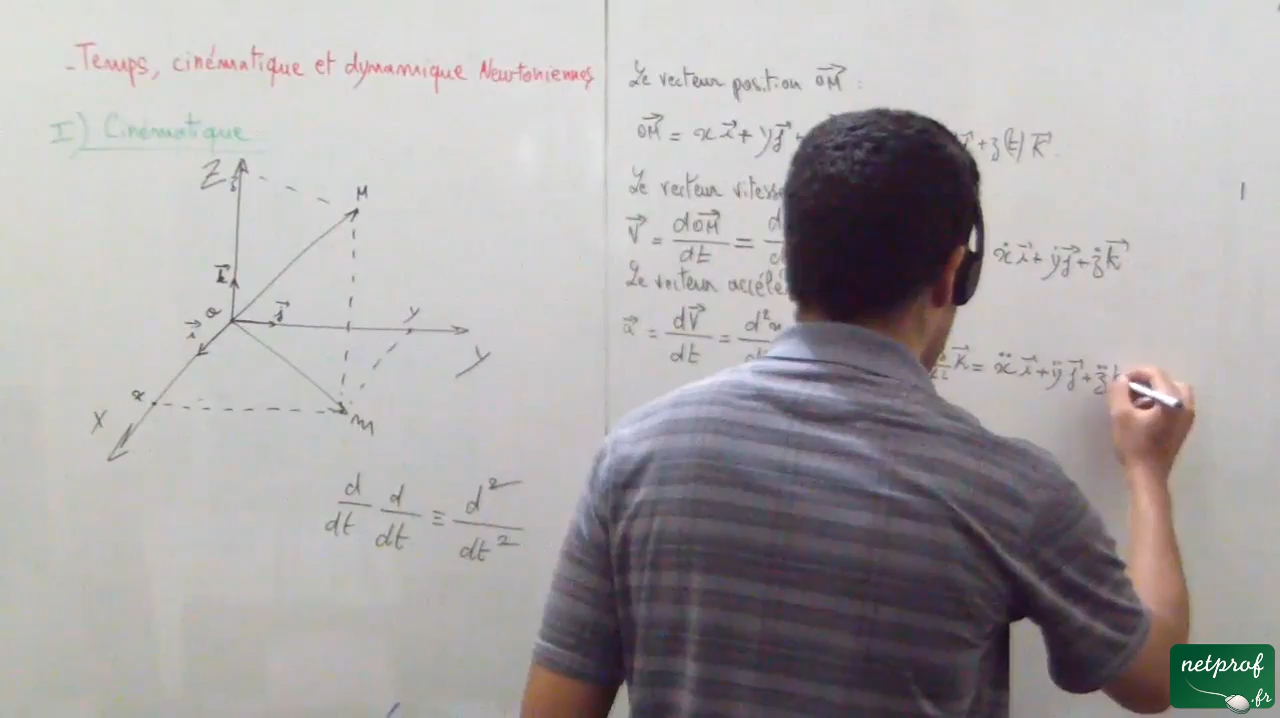 - Temps, cinématique et dynamique Newtoniennes
I) Cinématique
Z
z
M
k⃗
O
j⃗
y
i⃗
Y
x
X
m
d/dt d/dt ≡ d²/dt²
Le vecteur position OM⃗ :
OM⃗ = x i⃗ + y j⃗ + z(t) k⃗
Le vecteur vitesse
V⃗ = dOM⃗/dt = ẋ i⃗ + ẏ j⃗ + ż k⃗
Le vecteur accélé
a⃗ = dV⃗/dt = d²x k⃗ = ẍ i⃗ + ÿ j⃗ + z̈
netprof
.fr